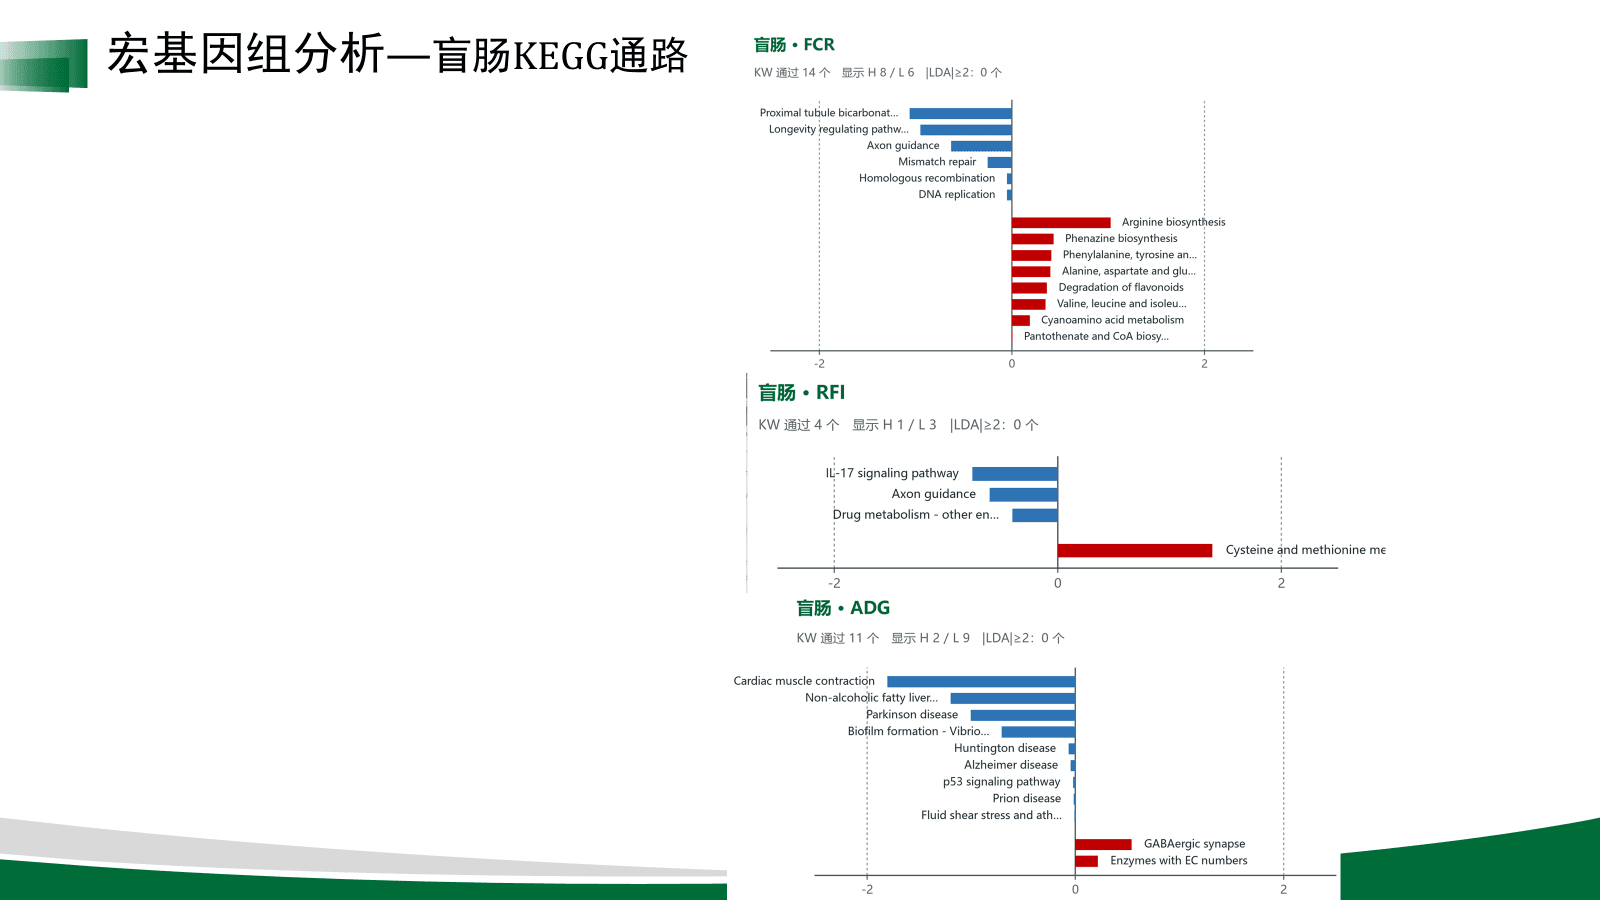 宏基因组分析—盲肠KEGG通路
盲肠 • FCR
KW 通过 14 个 显示 H 8 / L 6 |LDA|≥2：0 个
Proximal tubule bicarbonat...
Longevity regulating pathw...
Axon guidance
Mismatch repair
Homologous recombination
DNA replication
Arginine biosynthesis
Phenazine biosynthesis
Phenylalanine, tyrosine an...
Alanine, aspartate and glu...
Degradation of flavonoids
Valine, leucine and isoleu...
Cyanoamino acid metabolism
Pantothenate and CoA biosy...
-2 0 2
盲肠 • RFI
KW 通过 4 个 显示 H 1 / L 3 |LDA|≥2：0 个
IL-17 signaling pathway
Axon guidance
Drug metabolism - other en...
Cysteine and methionine me
-2 0 2
盲肠 • ADG
KW 通过 11 个 显示 H 2 / L 9 |LDA|≥2：0 个
Cardiac muscle contraction
Non-alcoholic fatty liver...
Parkinson disease
Biofilm formation - Vibrio...
Huntington disease
Alzheimer disease
p53 signaling pathway
Prion disease
Fluid shear stress and ath...
GABAergic synapse
Enzymes with EC numbers
-2 0 2